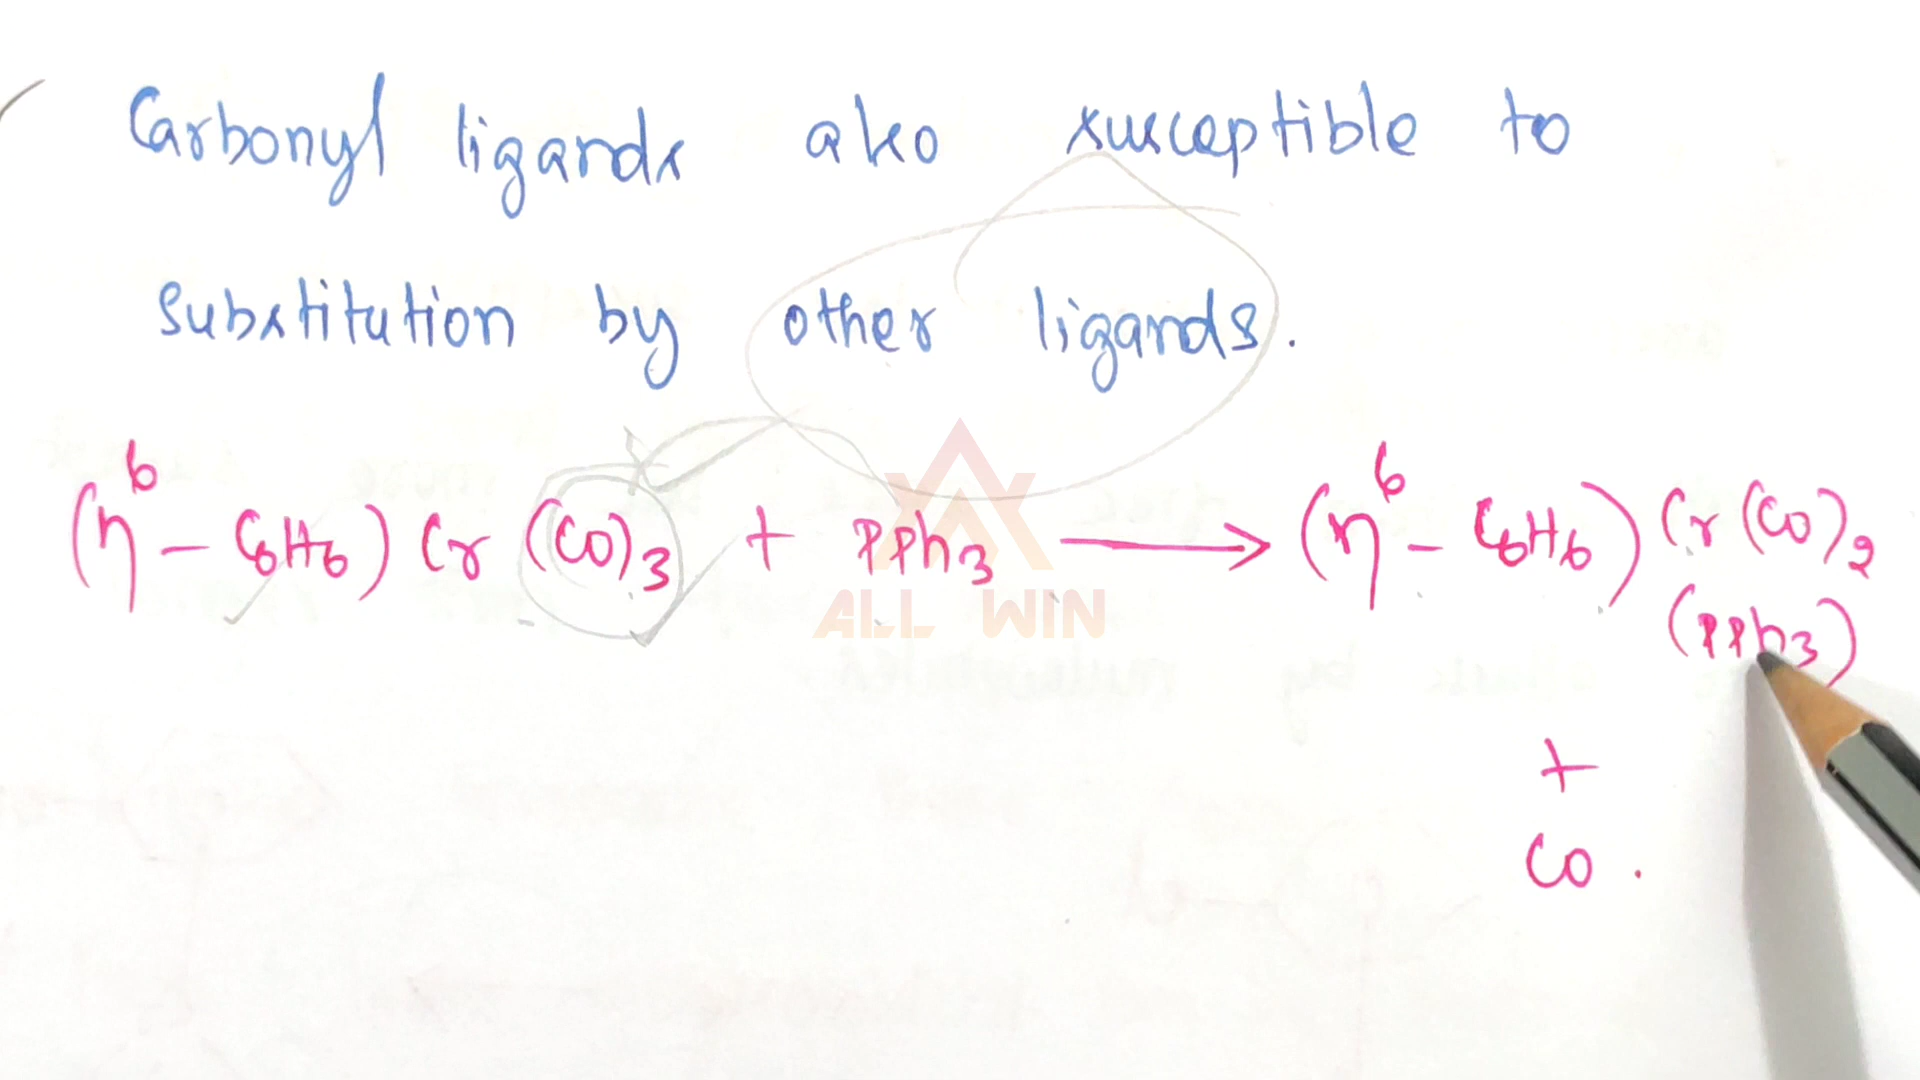 Carbonyl ligands also susceptible to
substitution by other ligands.
(η⁶ – C₆H₆) Cr (CO)₃ + PPh₃ ⟶ (η⁶ – C₆H₆) Cr (CO)₂
(PPh₃)
+
CO .
ALL WIN